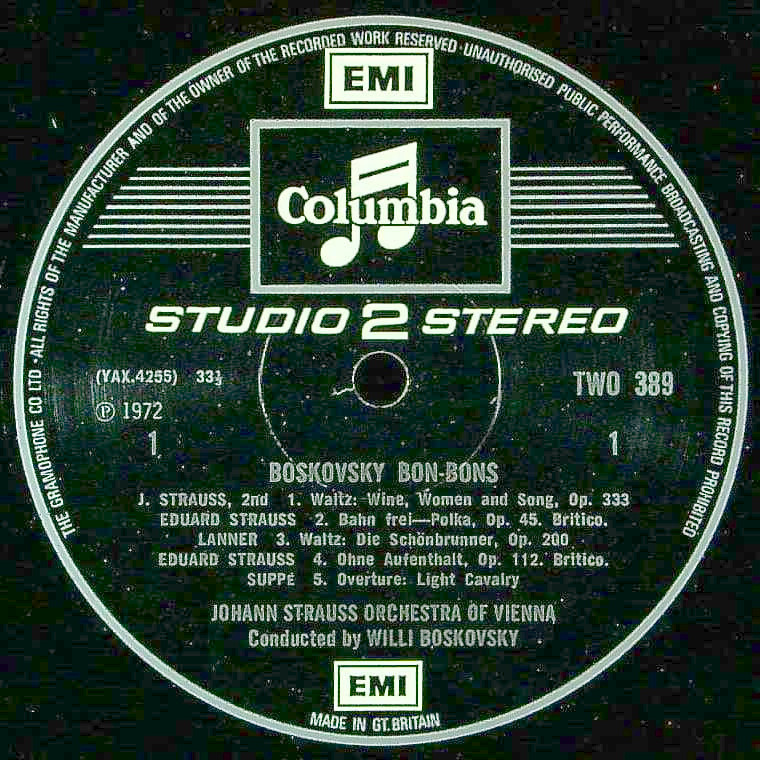 THE GRAMOPHONE CO LTD · ALL RIGHTS OF THE MANUFACTURER AND OF THE OWNER OF THE RECORDED WORK RESERVED · UNAUTHORISED PUBLIC PERFORMANCE BROADCASTING AND COPYING OF THIS RECORD PROHIBITED
EMI
Columbia
STUDIO 2 STEREO
(YAX.4255) 33⅓
TWO 389
Ⓟ 1972
1 1
BOSKOVSKY BON-BONS
J. STRAUSS, 2nd 1. Waltz: Wine, Women and Song, Op. 333
EDUARD STRAUSS 2. Bahn frei—Polka, Op. 45. Britico.
LANNER 3. Waltz: Die Schönbrunner, Op. 200
EDUARD STRAUSS 4. Ohne Aufenthalt, Op. 112. Britico.
SUPPÉ 5. Overture: Light Cavalry
JOHANN STRAUSS ORCHESTRA OF VIENNA
Conducted by WILLI BOSKOVSKY
EMI
MADE IN GT. BRITAIN